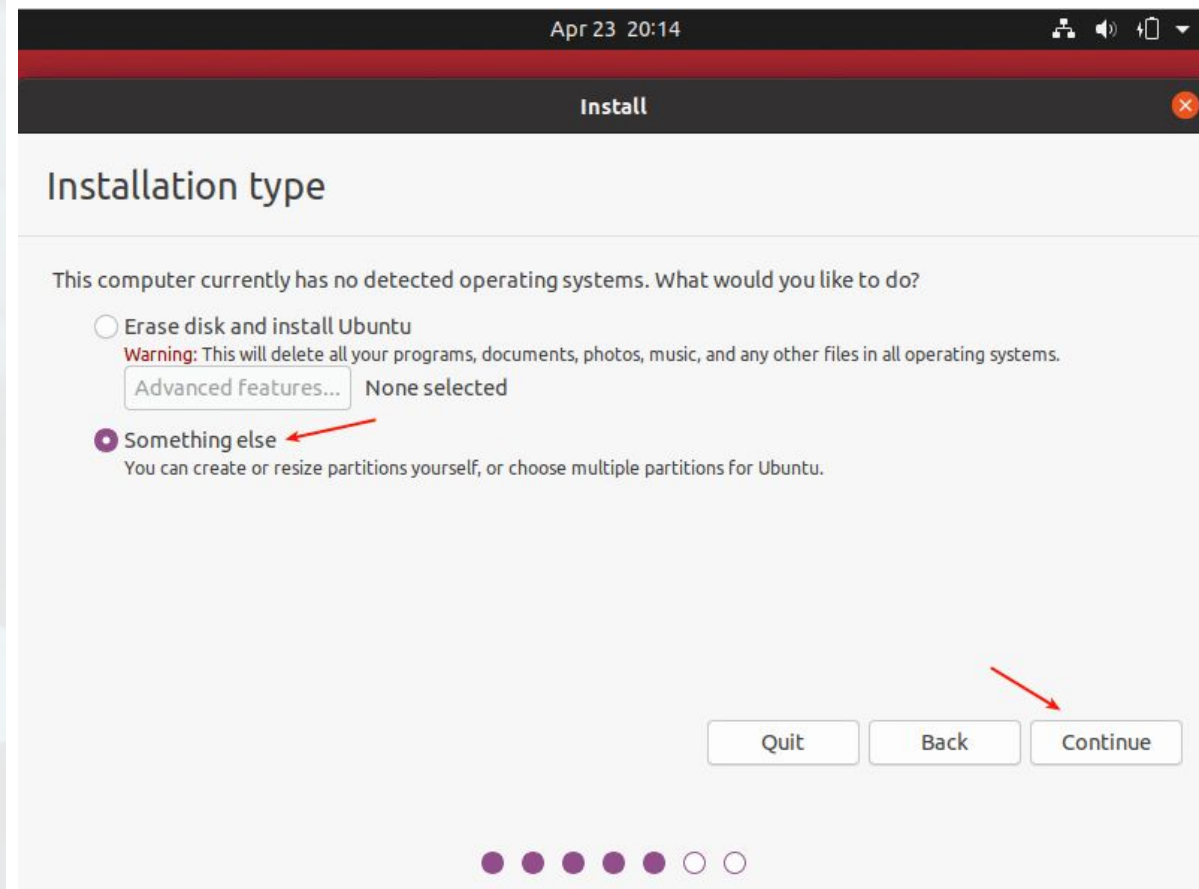 Apr 23 20:14
Install
Installation type
This computer currently has no detected operating systems. What would you like to do?
Erase disk and install Ubuntu
Warning: This will delete all your programs, documents, photos, music, and any other files in all operating systems.
Advanced features... None selected
Something else
You can create or resize partitions yourself, or choose multiple partitions for Ubuntu.
Quit Back Continue